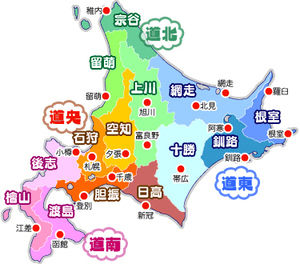 稚内
宗谷
道北
留萌
上川
網走
網走
羅臼
留萌
旭川
北見
根室
道央
空知
富良野
阿寒
石狩
十勝
釧路
根室
後志
小樽
札幌
夕張
釧路
千歳
帯広
道東
檜山
渡島
胆振
日高
登別
新冠
江差
函館
道南